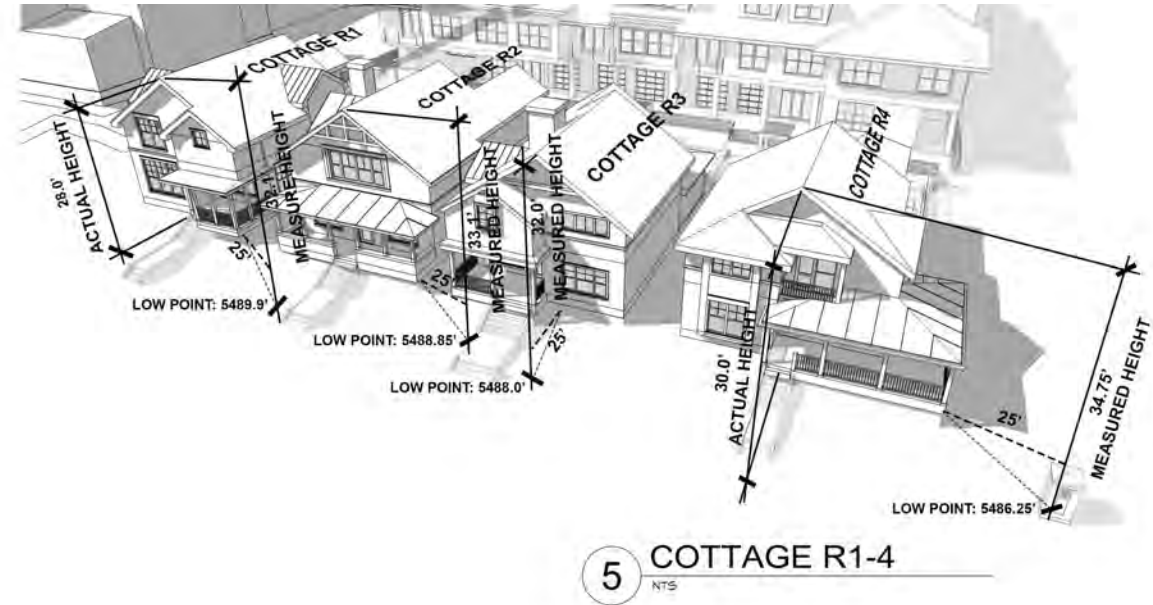 COTTAGE R1
COTTAGE R2
COTTAGE R3
COTTAGE R4
28.0'
ACTUAL HEIGHT
32.1'
MEASURE HEIGHT
33.1'
MEASURED HEIGHT
32.0'
MEASURED HEIGHT
30.0'
ACTUAL HEIGHT
34.75'
MEASURED HEIGHT
25'
LOW POINT: 5489.9'
25'
LOW POINT: 5488.85'
25'
LOW POINT: 5488.0'
25'
LOW POINT: 5486.25'
5
COTTAGE R1-4
NTS